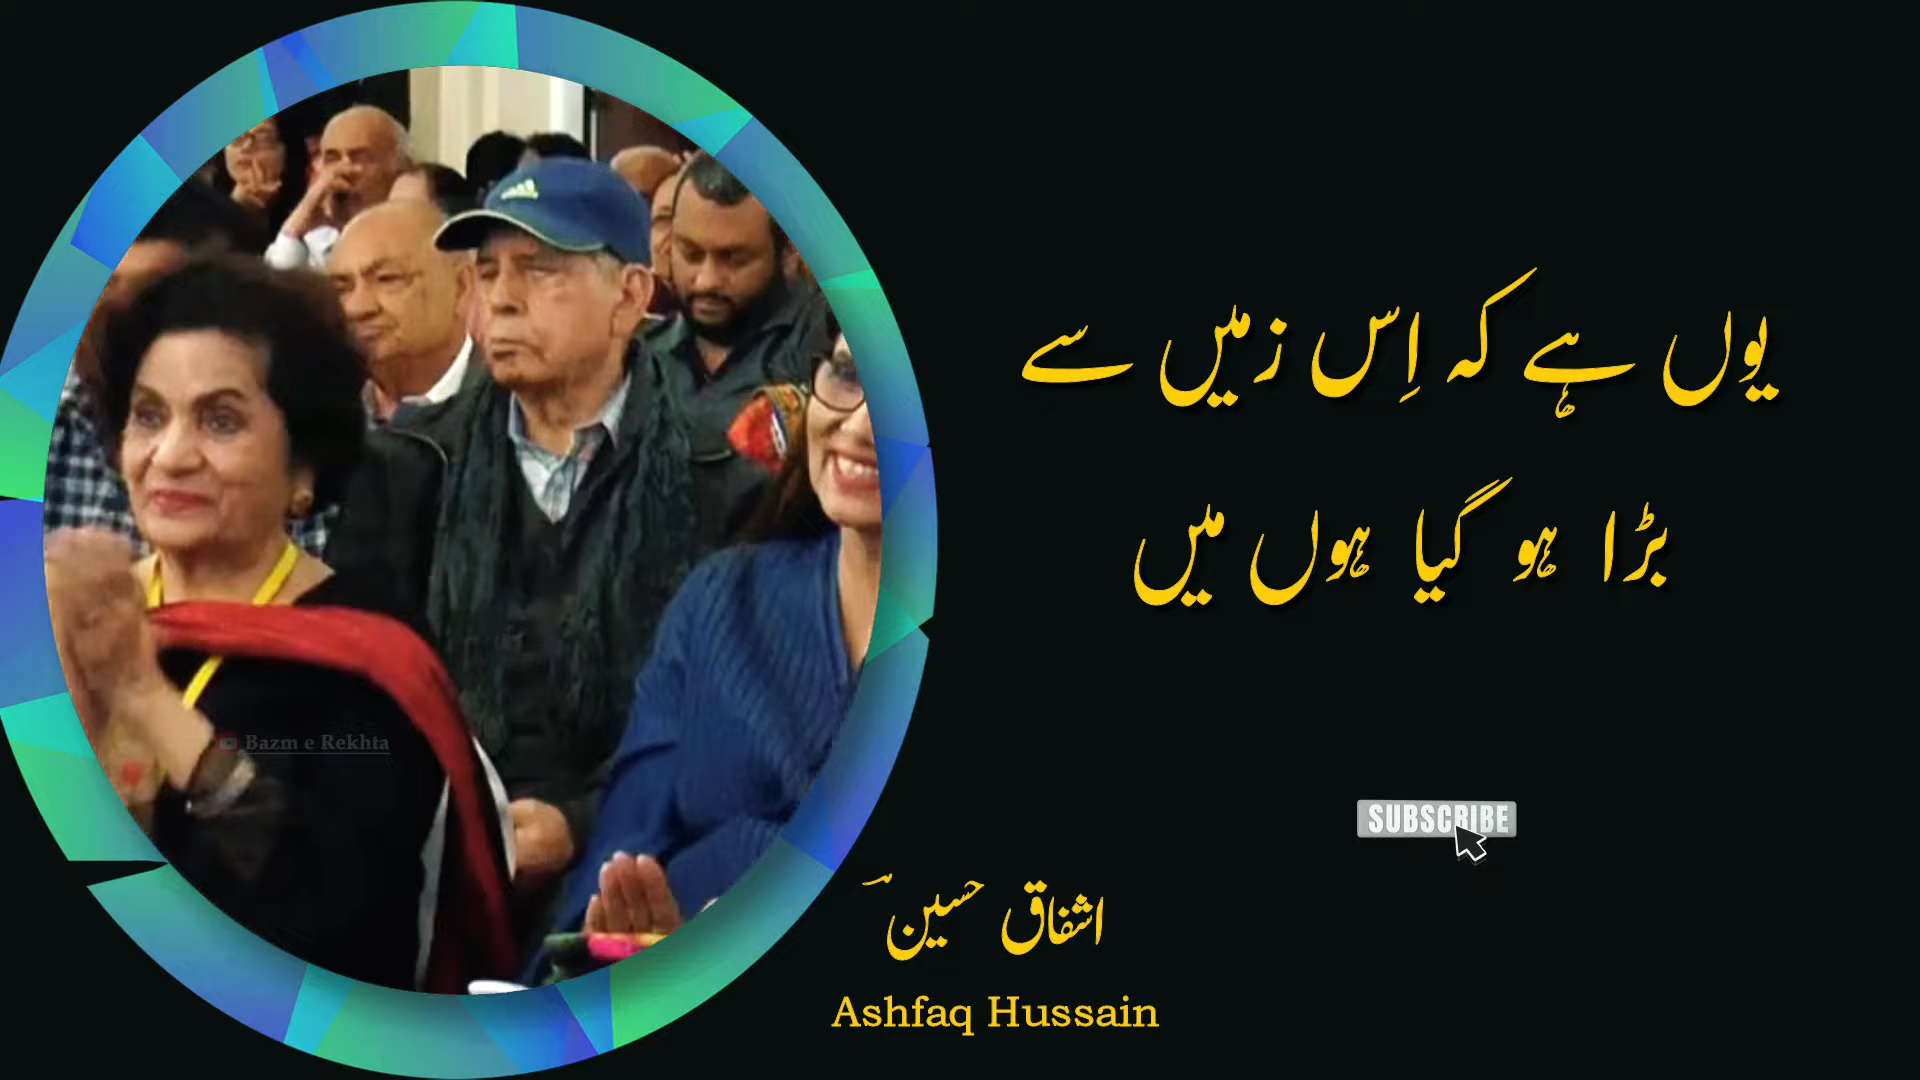 یوں ہے کہ اِس زمیں سے
بڑا ہو گیا ہوں میں
SUBSCRIBE
اشفاق حسین
Ashfaq Hussain
Bazm e Rekhta